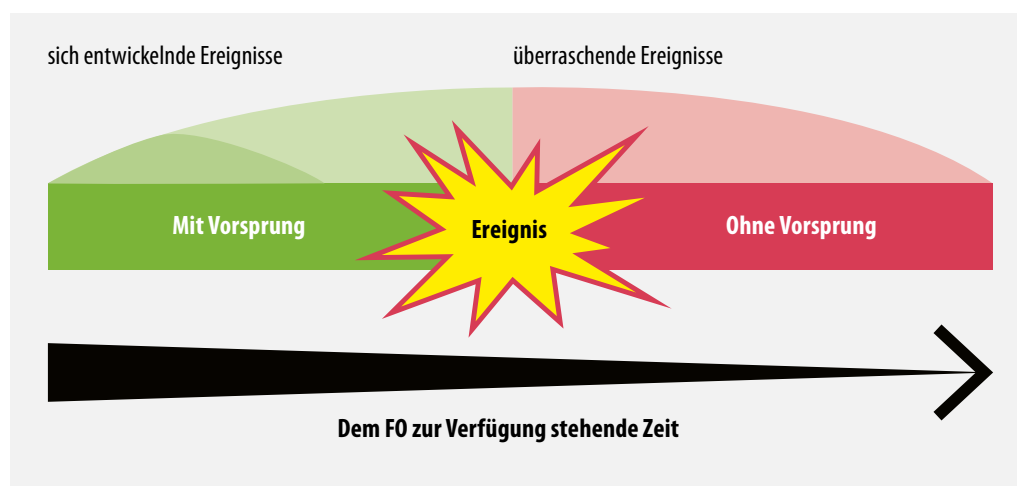 sich entwickelnde Ereignisse
überraschende Ereignisse
Mit Vorsprung
Ereignis
Ohne Vorsprung
Dem FO zur Verfügung stehende Zeit